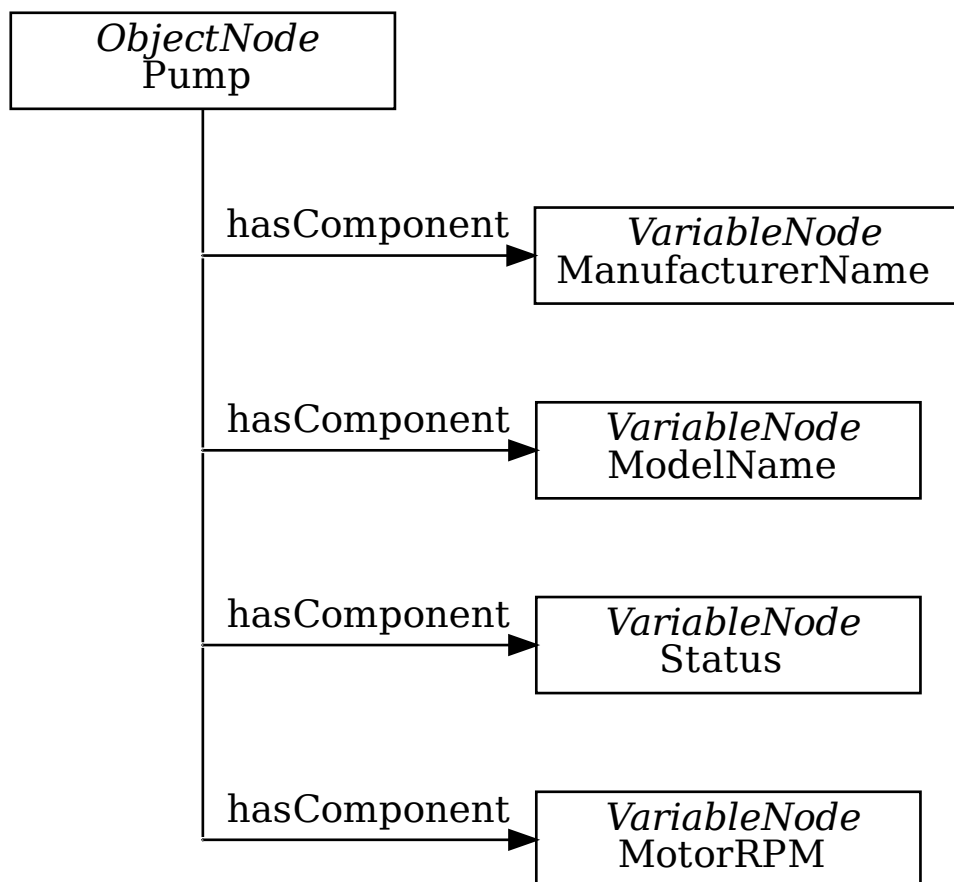 ObjectNode
Pump
hasComponent
VariableNode
ManufacturerName
hasComponent
VariableNode
ModelName
hasComponent
VariableNode
Status
hasComponent
VariableNode
MotorRPM